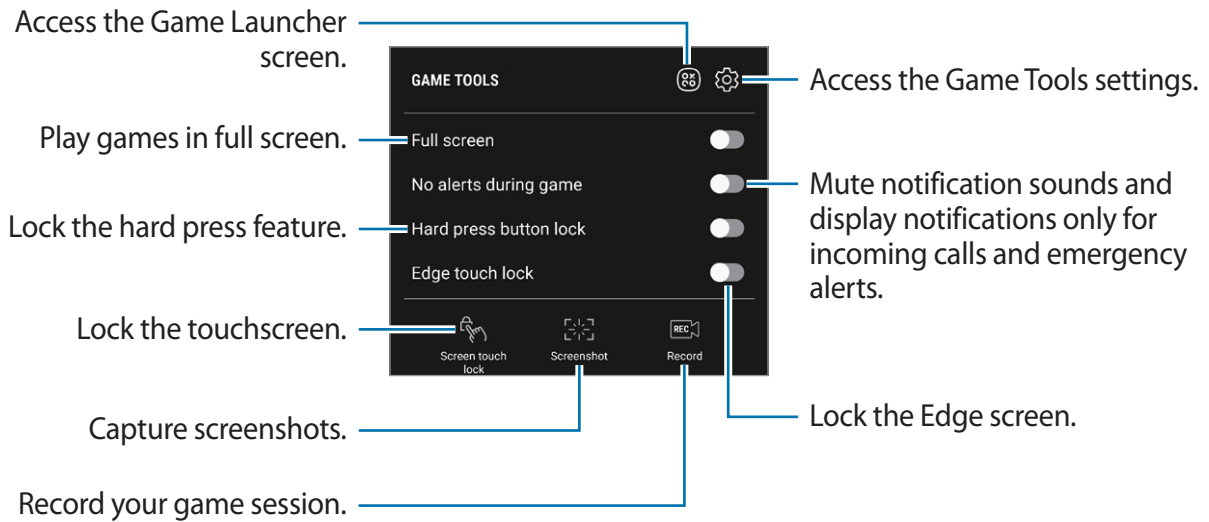 Access the Game Launcher
screen.
GAME TOOLS
Access the Game Tools settings.
Play games in full screen.
Full screen
No alerts during game
Mute notification sounds and
display notifications only for
incoming calls and emergency
alerts.
Lock the hard press feature.
Hard press button lock
Edge touch lock
Lock the touchscreen.
Screen touch
lock
Screenshot
REC
Record
Capture screenshots.
Lock the Edge screen.
Record your game session.